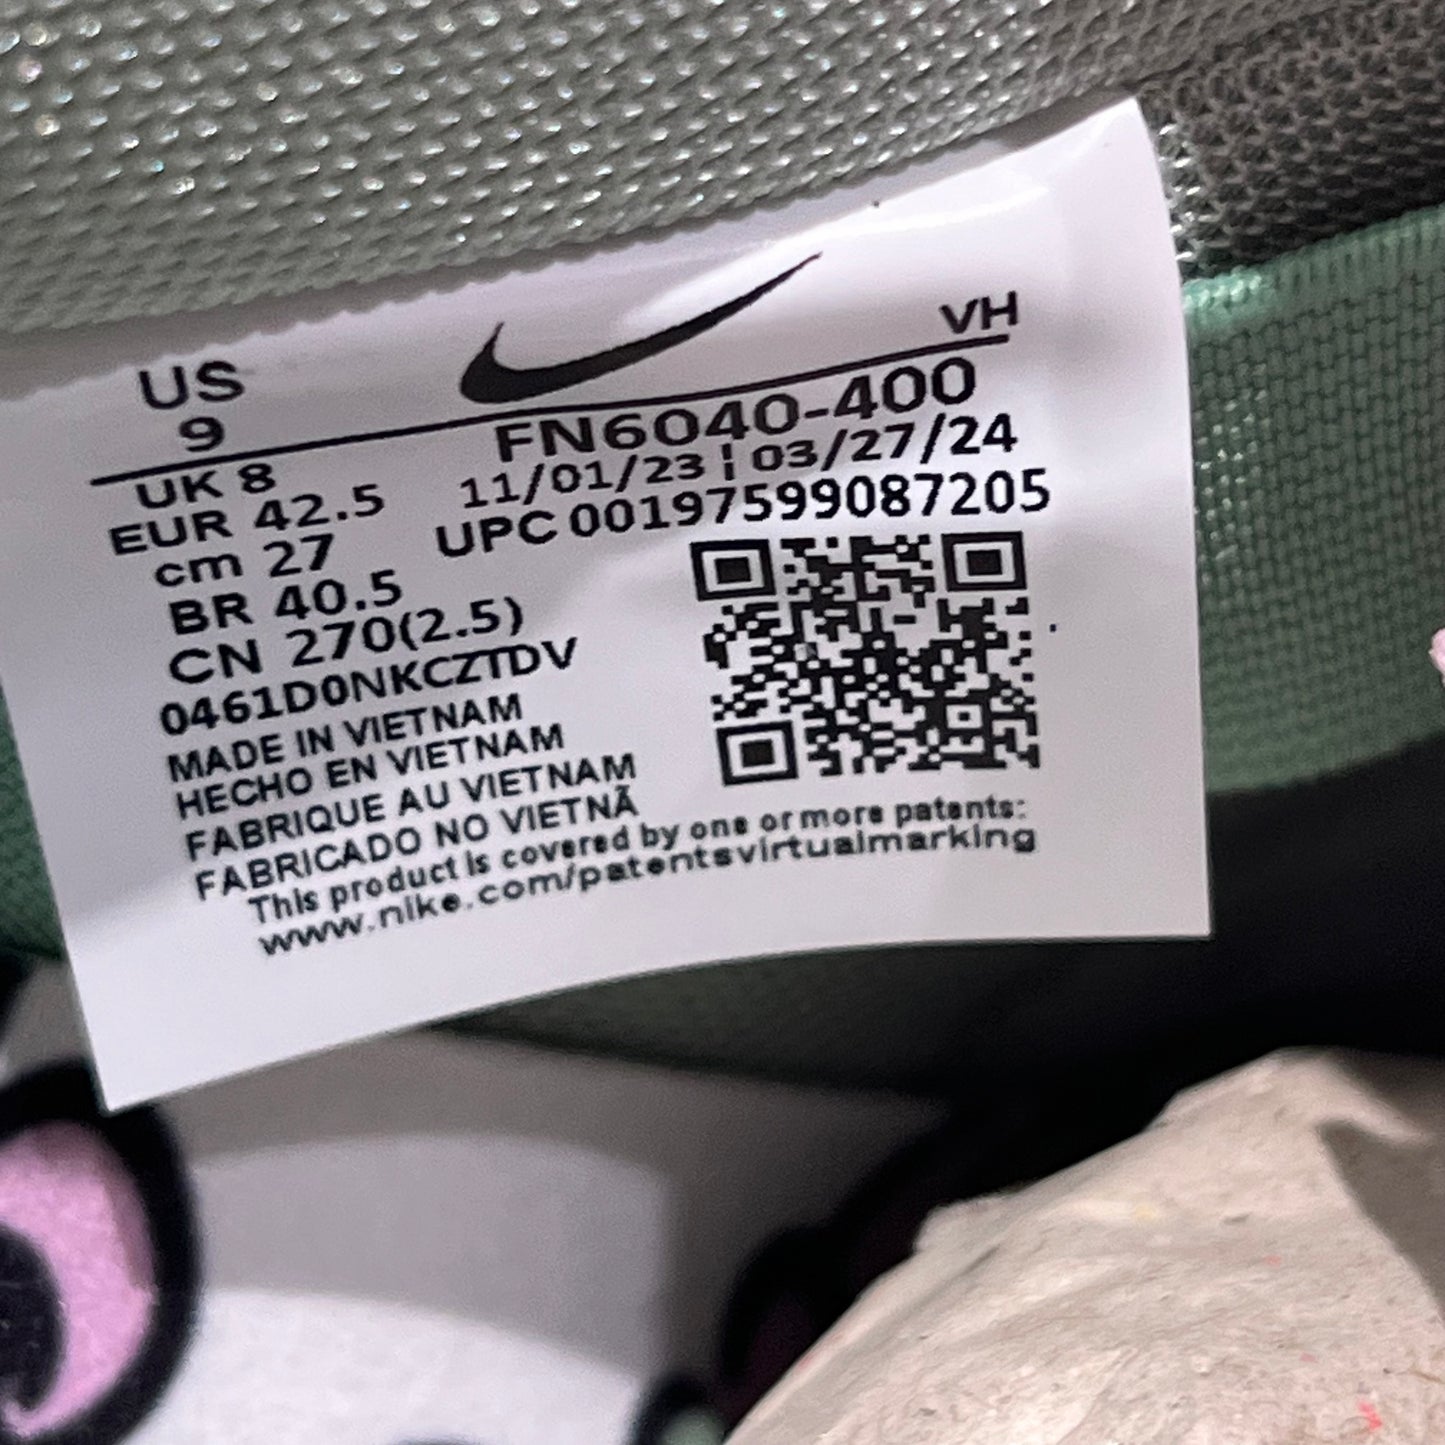 US
9
VH
FN6040-400
UK 8
11/01/23 ¦ 03/27/24
EUR 42.5
UPC 00197599087205
cm 27
BR 40.5
CN 270(2.5)
0461D0NKCZTDV
MADE IN VIETNAM
HECHO EN VIETNAM
FABRIQUE AU VIETNAM
FABRICADO NO VIETNÃ
This product is covered by one or more patents:
www.nike.com/patentsvirtualmarking